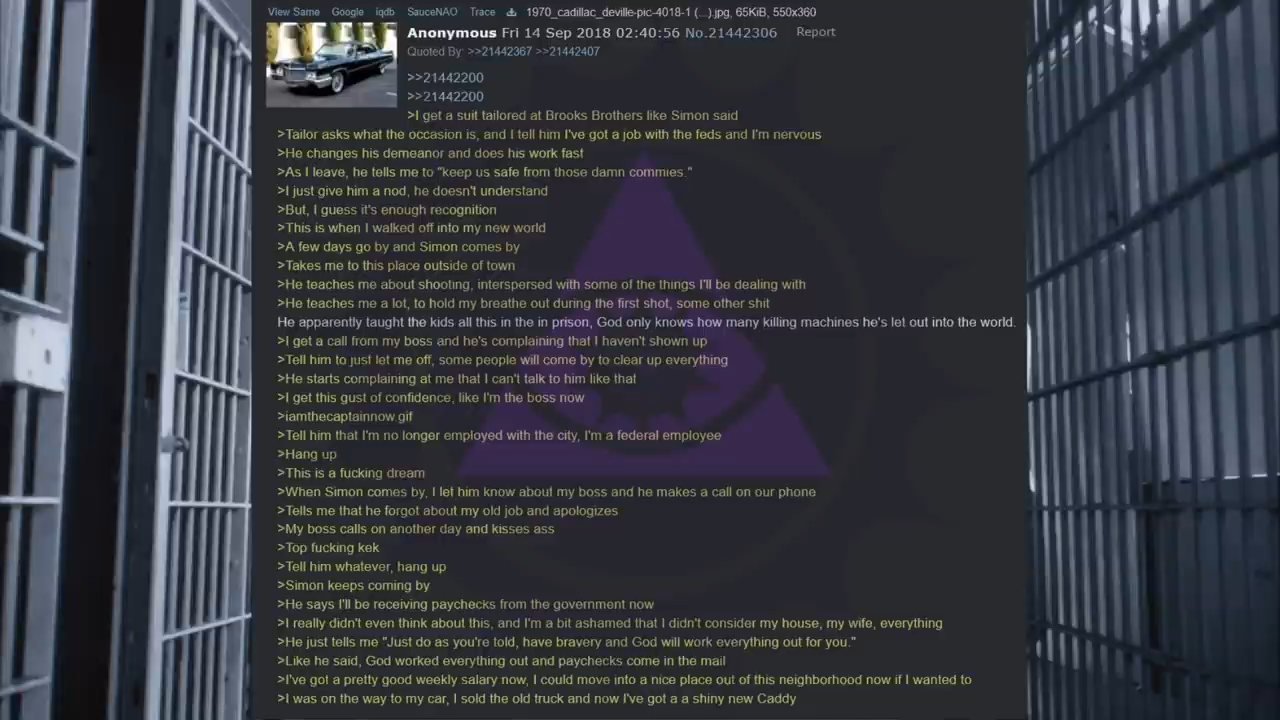 View Same Google iqdb SauceNAO Trace 1970_cadillac_deville-pic-4018-1 (...).jpg, 65KiB, 550x360
Anonymous Fri 14 Sep 2018 02:40:56 No.21442306 Report
Quoted By: >>21442367 >>21442407
>>21442200
>>21442200
>I get a suit tailored at Brooks Brothers like Simon said
>Tailor asks what the occasion is, and I tell him I've got a job with the feds and I'm nervous
>He changes his demeanor and does his work fast
>As I leave, he tells me to "keep us safe from those damn commies."
>I just give him a nod, he doesn't understand
>But, I guess it's enough recognition
>This is when I walked off into my new world
>A few days go by and Simon comes by
>Takes me to this place outside of town
>He teaches me about shooting, interspersed with some of the things I'll be dealing with
>He teaches me a lot, to hold my breathe out during the first shot, some other shit
He apparently taught the kids all this in the in prison, God only knows how many killing machines he's let out into the world.
>I get a call from my boss and he's complaining that I haven't shown up
>Tell him to just let me off, some people will come by to clear up everything
>He starts complaining at me that I can't talk to him like that
>I get this gust of confidence, like I'm the boss now
>iamthecaptainnow.gif
>Tell him that I'm no longer employed with the city, I'm a federal employee
>Hang up
>This is a fucking dream
>When Simon comes by, I let him know about my boss and he makes a call on our phone
>Tells me that he forgot about my old job and apologizes
>My boss calls on another day and kisses ass
>Top fucking kek
>Tell him whatever, hang up
>Simon keeps coming by
>He says I'll be receiving paychecks from the government now
>I really didn't even think about this, and I'm a bit ashamed that I didn't consider my house, my wife, everything
>He just tells me "Just do as you're told, have bravery and God will work everything out for you."
>Like he said, God worked everything out and paychecks come in the mail
>I've got a pretty good weekly salary now, I could move into a nice place out of this neighborhood now if I wanted to
>I was on the way to my car, I sold the old truck and now I've got a a shiny new Caddy